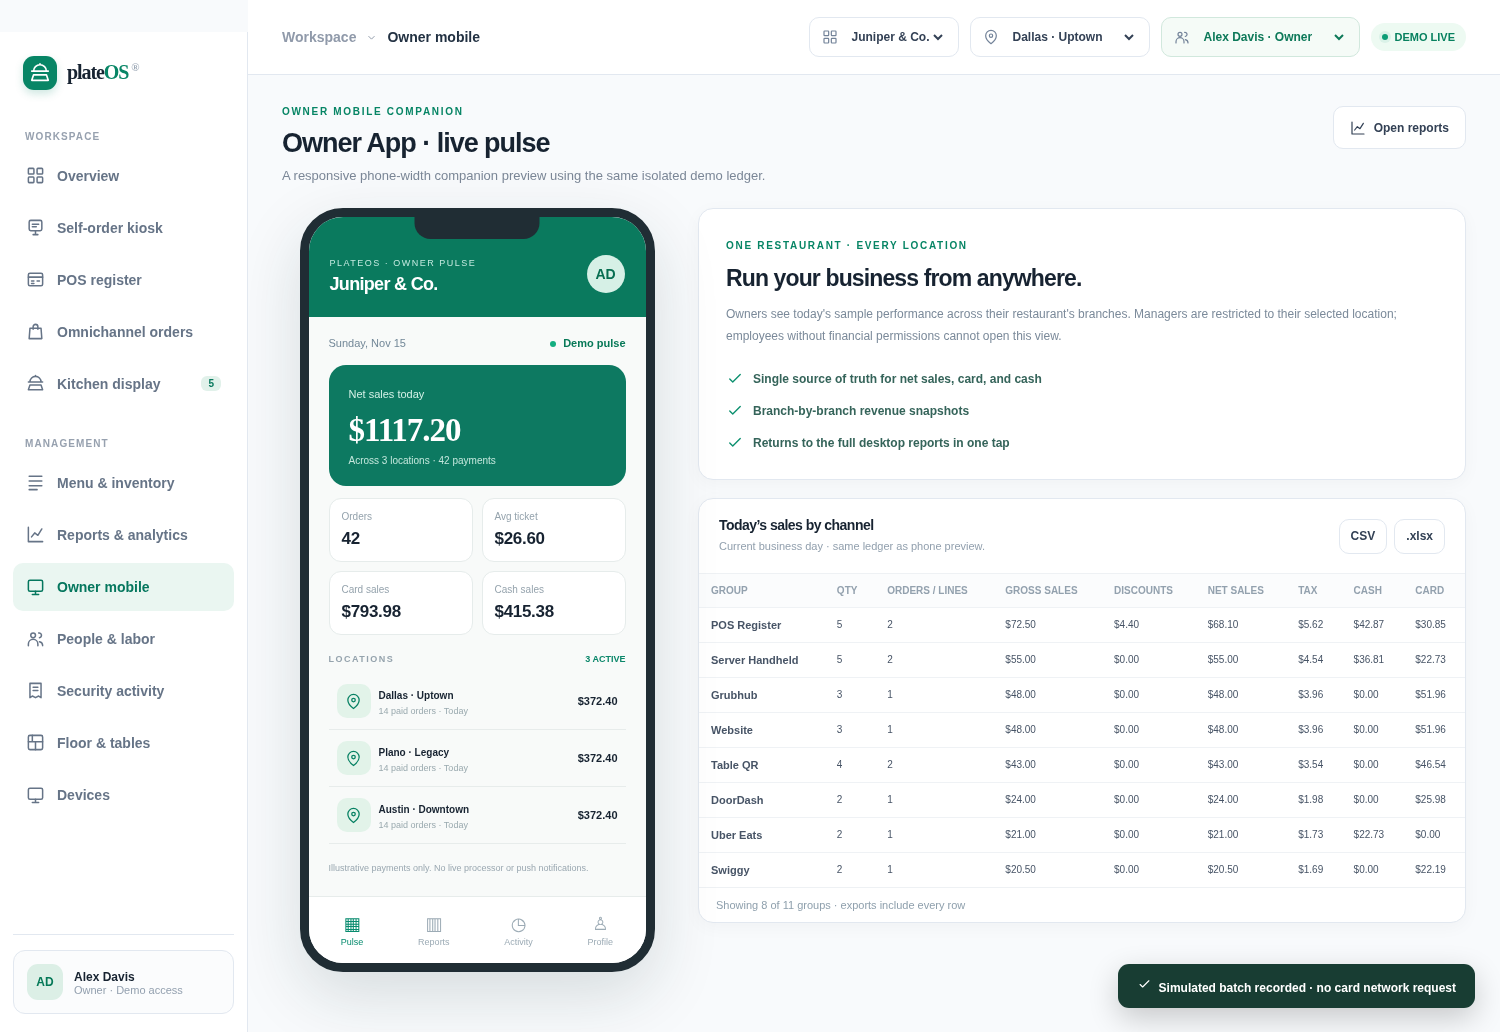 plateOS ®
WORKSPACE
Overview
Self-order kiosk
POS register
Omnichannel orders
Kitchen display 5
MANAGEMENT
Menu & inventory
Reports & analytics
Owner mobile
People & labor
Security activity
Floor & tables
Devices
AD
Alex Davis
Owner · Demo access
Workspace Owner mobile
Juniper & Co. Dallas · Uptown Alex Davis · Owner DEMO LIVE
OWNER MOBILE COMPANION
Owner App · live pulse
A responsive phone-width companion preview using the same isolated demo ledger.
Open reports
PLATEOS · OWNER PULSE
Juniper & Co.
AD
Sunday, Nov 15 Demo pulse
Net sales today
$1117.20
Across 3 locations · 42 payments
Orders
42
Avg ticket
$26.60
Card sales
$793.98
Cash sales
$415.38
LOCATIONS 3 ACTIVE
Dallas · Uptown
14 paid orders · Today
$372.40
Plano · Legacy
14 paid orders · Today
$372.40
Austin · Downtown
14 paid orders · Today
$372.40
Illustrative payments only. No live processor or push notifications.
Pulse Reports Activity Profile
ONE RESTAURANT · EVERY LOCATION
Run your business from anywhere.
Owners see today's sample performance across their restaurant's branches. Managers are restricted to their selected location;
employees without financial permissions cannot open this view.
Single source of truth for net sales, card, and cash
Branch-by-branch revenue snapshots
Returns to the full desktop reports in one tap
Today’s sales by channel
Current business day · same ledger as phone preview.
CSV .xlsx
GROUP QTY ORDERS / LINES GROSS SALES DISCOUNTS NET SALES TAX CASH CARD
POS Register 5 2 $72.50 $4.40 $68.10 $5.62 $42.87 $30.85
Server Handheld 5 2 $55.00 $0.00 $55.00 $4.54 $36.81 $22.73
Grubhub 3 1 $48.00 $0.00 $48.00 $3.96 $0.00 $51.96
Website 3 1 $48.00 $0.00 $48.00 $3.96 $0.00 $51.96
Table QR 4 2 $43.00 $0.00 $43.00 $3.54 $0.00 $46.54
DoorDash 2 1 $24.00 $0.00 $24.00 $1.98 $0.00 $25.98
Uber Eats 2 1 $21.00 $0.00 $21.00 $1.73 $22.73 $0.00
Swiggy 2 1 $20.50 $0.00 $20.50 $1.69 $0.00 $22.19
Showing 8 of 11 groups · exports include every row
Simulated batch recorded · no card network request